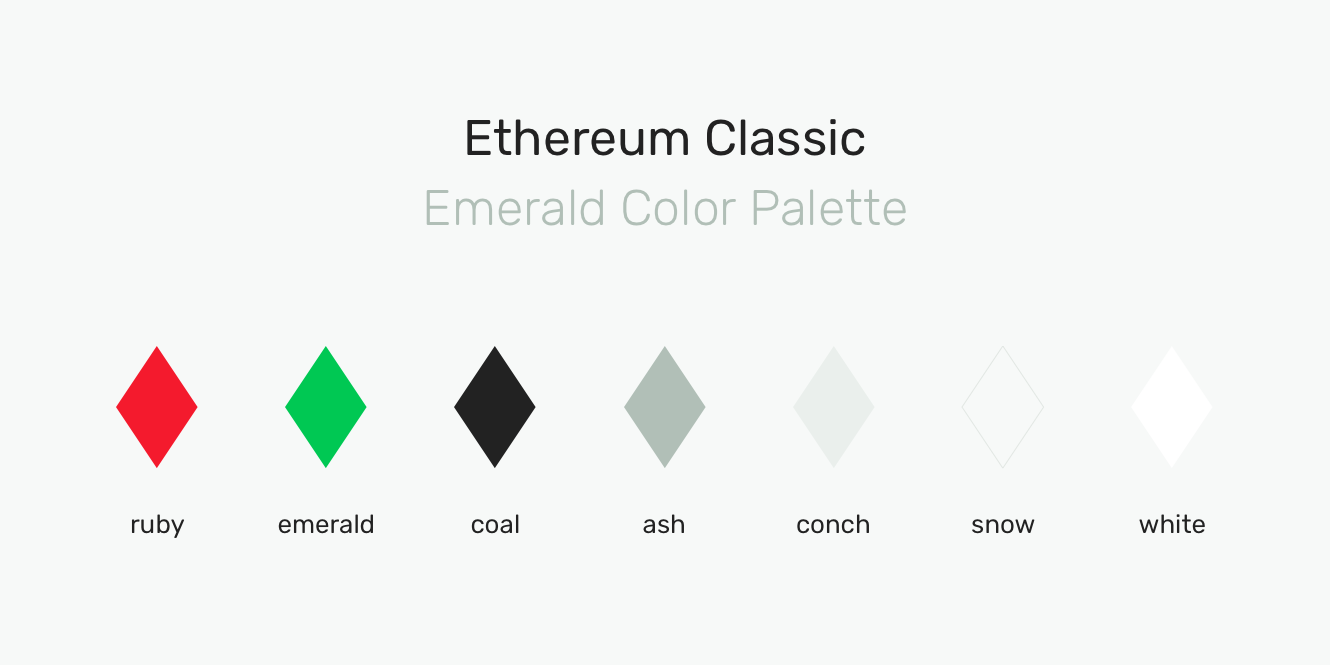 Ethereum Classic
Emerald Color Palette
ruby emerald coal ash conch snow white